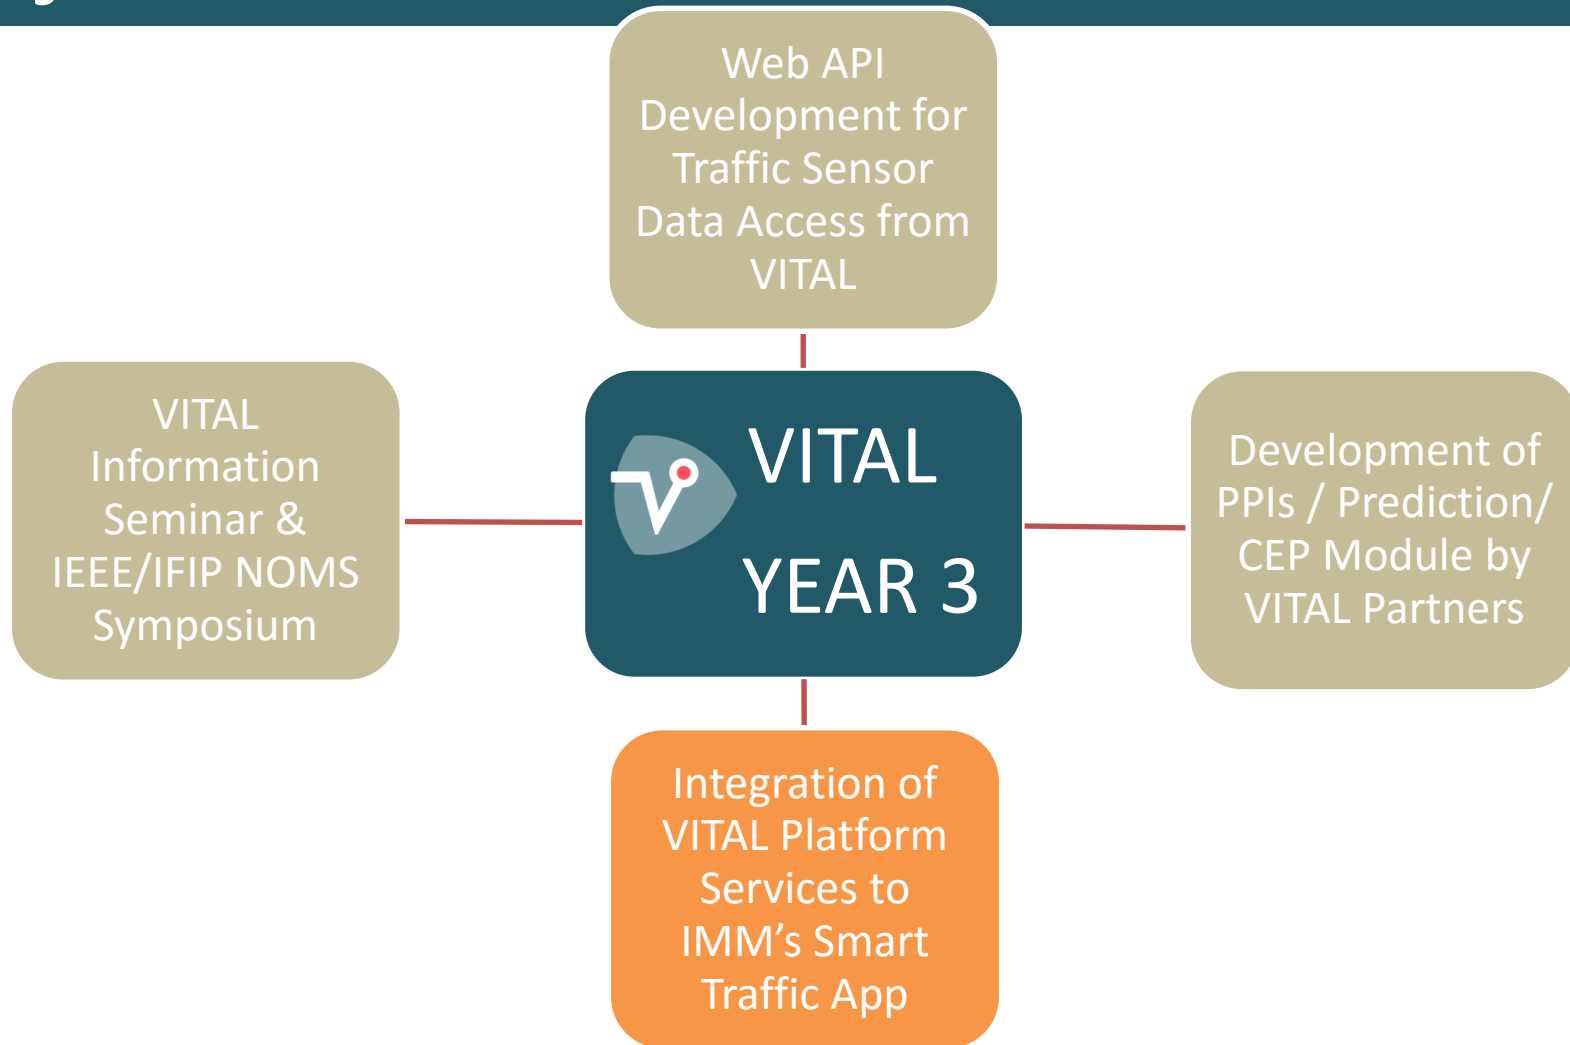 Web API
Development for
Traffic Sensor
Data Access from
VITAL
VITAL
Information
Seminar &
IEEE/IFIP NOMS
Symposium
VITAL
YEAR 3
Development of
PPIs / Prediction/
CEP Module by
VITAL Partners
Integration of
VITAL Platform
Services to
IMM’s Smart
Traffic App